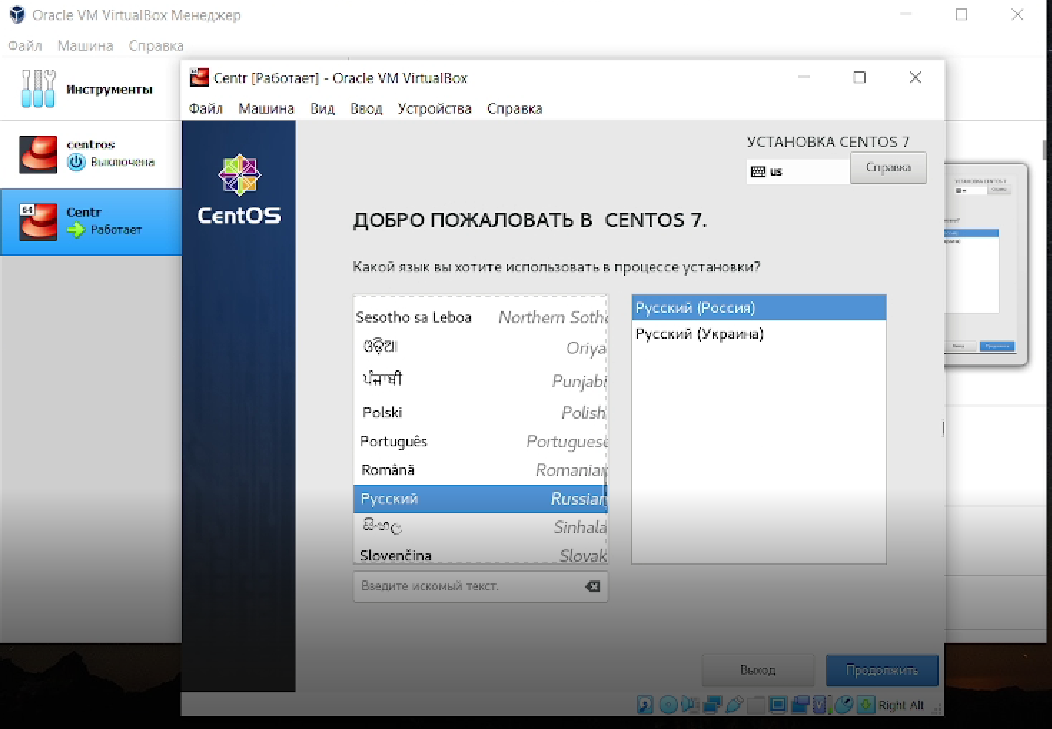 Oracle VM VirtualBox Менеджер
Файл Машина Справка
Инструменты
centros
Выключена
64
Centr
Работает
64
Centr [Работает] - Oracle VM VirtualBox
Файл Машина Вид Ввод Устройства Справка
CentOS
УСТАНОВКА CENTOS 7
us
Справка
ДОБРО ПОЖАЛОВАТЬ В CENTOS 7.
Какой язык вы хотите использовать в процессе установки?
Sesotho sa Leboa Northern Sotho
ଓଡ଼ିଆ Oriya
ਪੰਜਾਬੀ Punjabi
Polski Polish
Português Portuguese
Română Romanian
Русский Russian
සිංහල Sinhala
Slovenčina Slovak
Введите искомый текст.
Русский (Россия)
Русский (Украина)
Выход
Продолжить
Right Alt